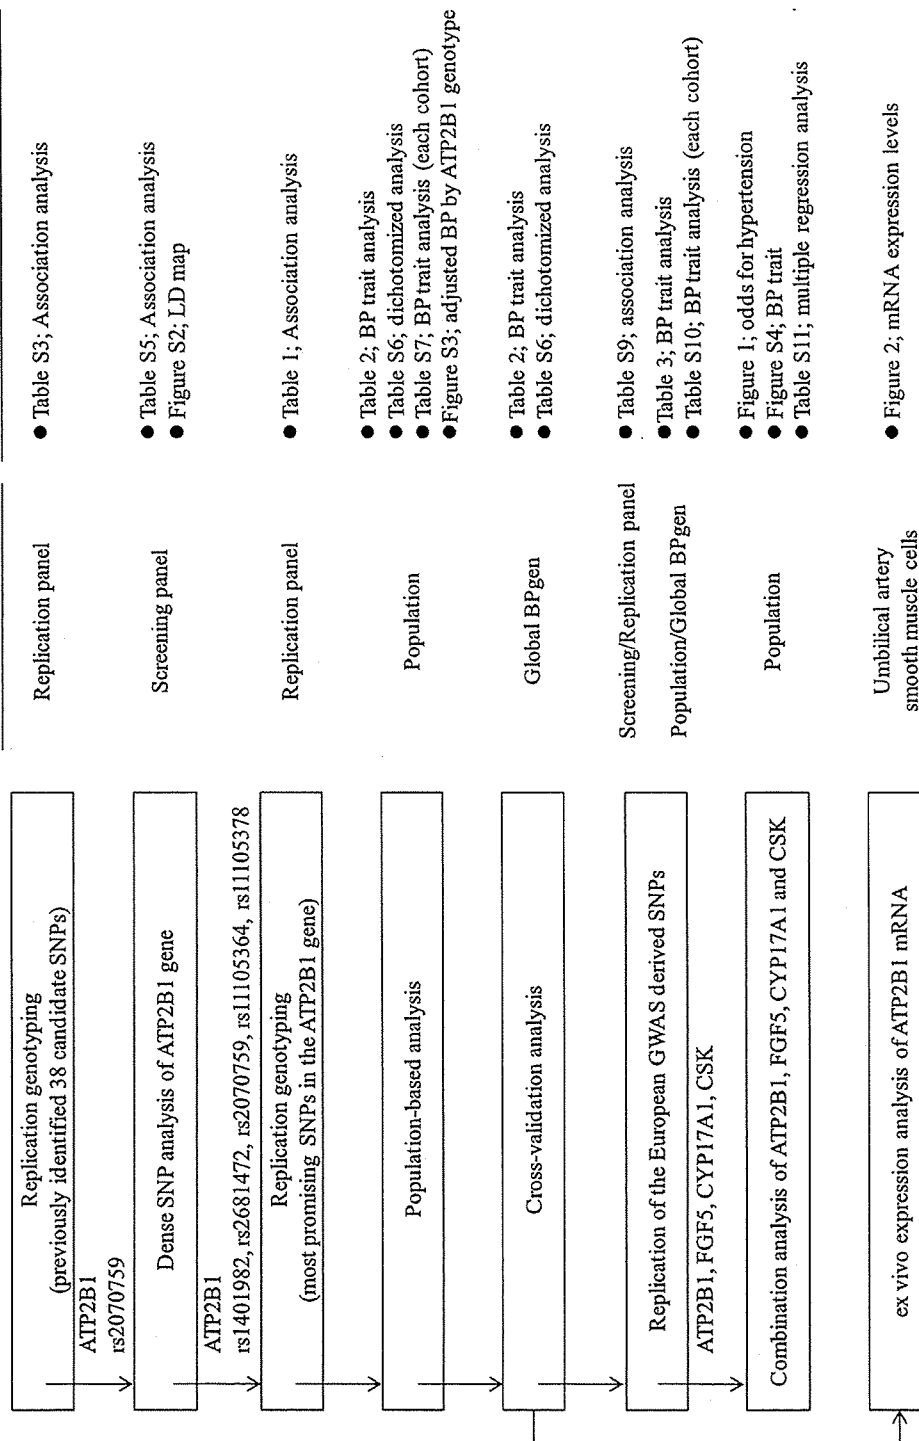 Replication genotyping
(previously identified 38 candidate SNPs)
Replication panel
● Table S3; Association analysis
ATP2B1
rs2070759
Dense SNP analysis of ATP2B1 gene
Screening panel
● Table S5; Association analysis
● Figure S2; LD map
ATP2B1
rs1401982, rs2681472, rs2070759, rs11105364, rs11105378
Replication genotyping
(most promising SNPs in the ATP2B1 gene)
Replication panel
● Table 1; Association analysis
Population-based analysis
Population
● Table 2; BP trait analysis
● Table S6; dichotomized analysis
● Table S7; BP trait analysis (each cohort)
● Figure S3; adjusted BP by ATP2B1 genotype
Cross-validation analysis
Global BPgen
● Table 2; BP trait analysis
● Table S6; dichotomized analysis
Replication of the European GWAS derived SNPs
Screening/Replication panel
Population/Global BPgen
● Table S9; association analysis
● Table 3; BP trait analysis
● Table S10; BP trait analysis (each cohort)
ATP2B1, FGF5, CYP17A1, CSK
Combination analysis of ATP2B1, FGF5, CYP17A1 and CSK
Population
● Figure 1; odds for hypertension
● Figure S4; BP trait
● Table S11; multiple regression analysis
ex vivo expression analysis of ATP2B1 mRNA
Umbilical artery
smooth muscle cells
● Figure 2; mRNA expression levels